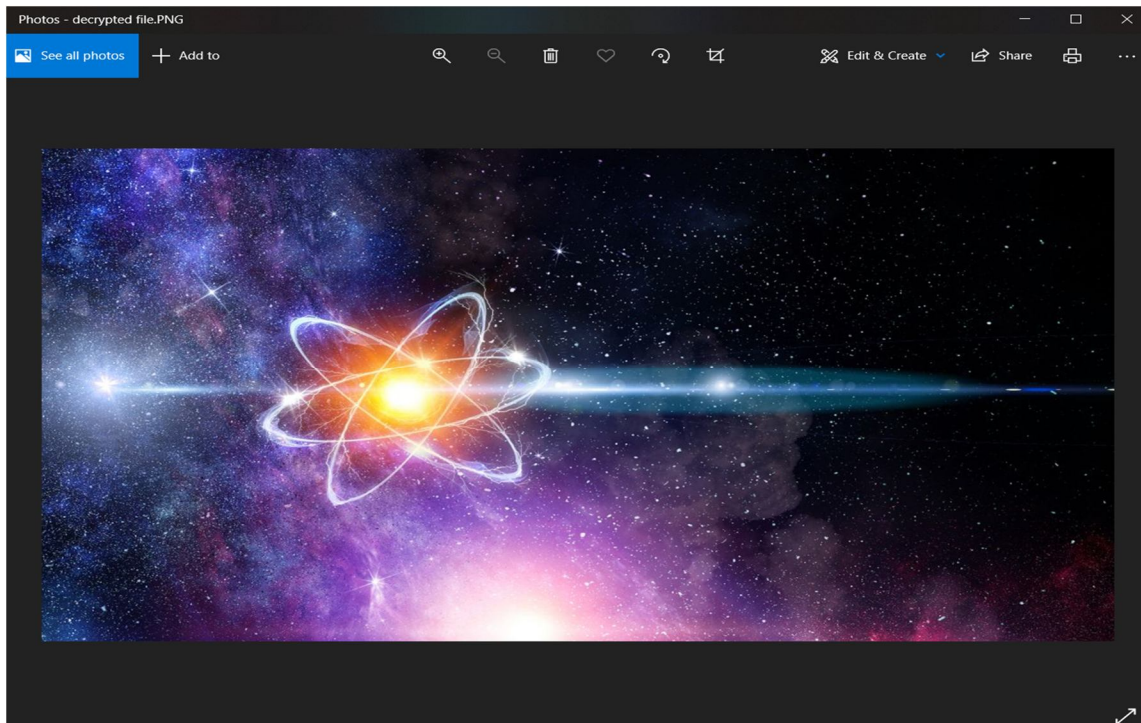 Photos - decrypted file.PNG
See all photos
Add to
Edit & Create
Share